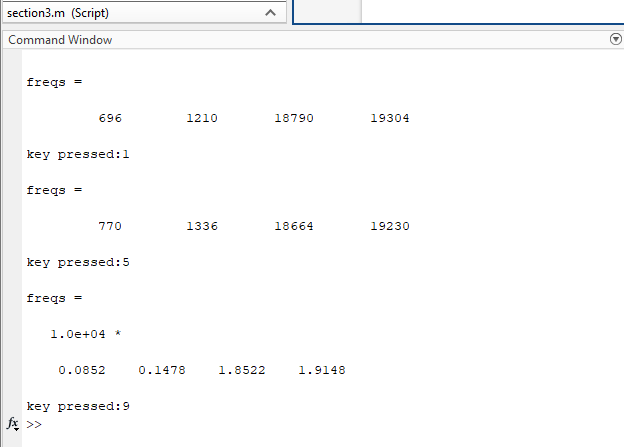 section3.m (Script)
Command Window
freqs =
696 1210 18790 19304
key pressed:1
freqs =
770 1336 18664 19230
key pressed:5
freqs =
1.0e+04 *
0.0852 0.1478 1.8522 1.9148
key pressed:9
fx >>